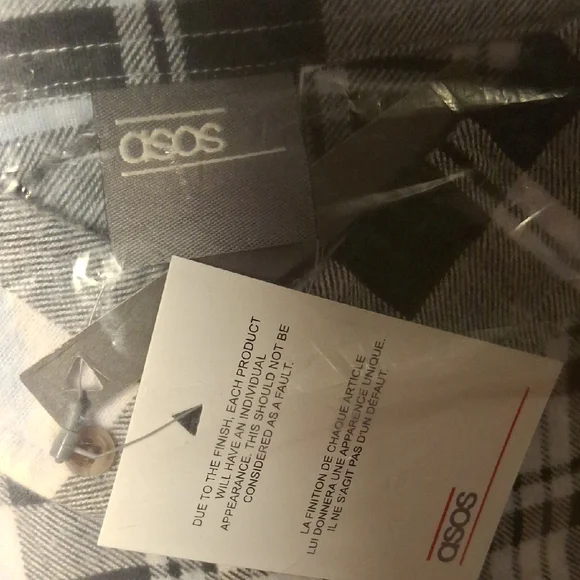 asos
DUE TO THE FINISH, EACH PRODUCT
WILL HAVE AN INDIVIDUAL
APPEARANCE. THIS SHOULD NOT BE
CONSIDERED AS A FAULT.
LA FINITION DE CHAQUE ARTICLE
LUI DONNERA UNE APPARENCE UNIQUE.
IL NE S'AGIT PAS D'UN DÉFAUT.
asos